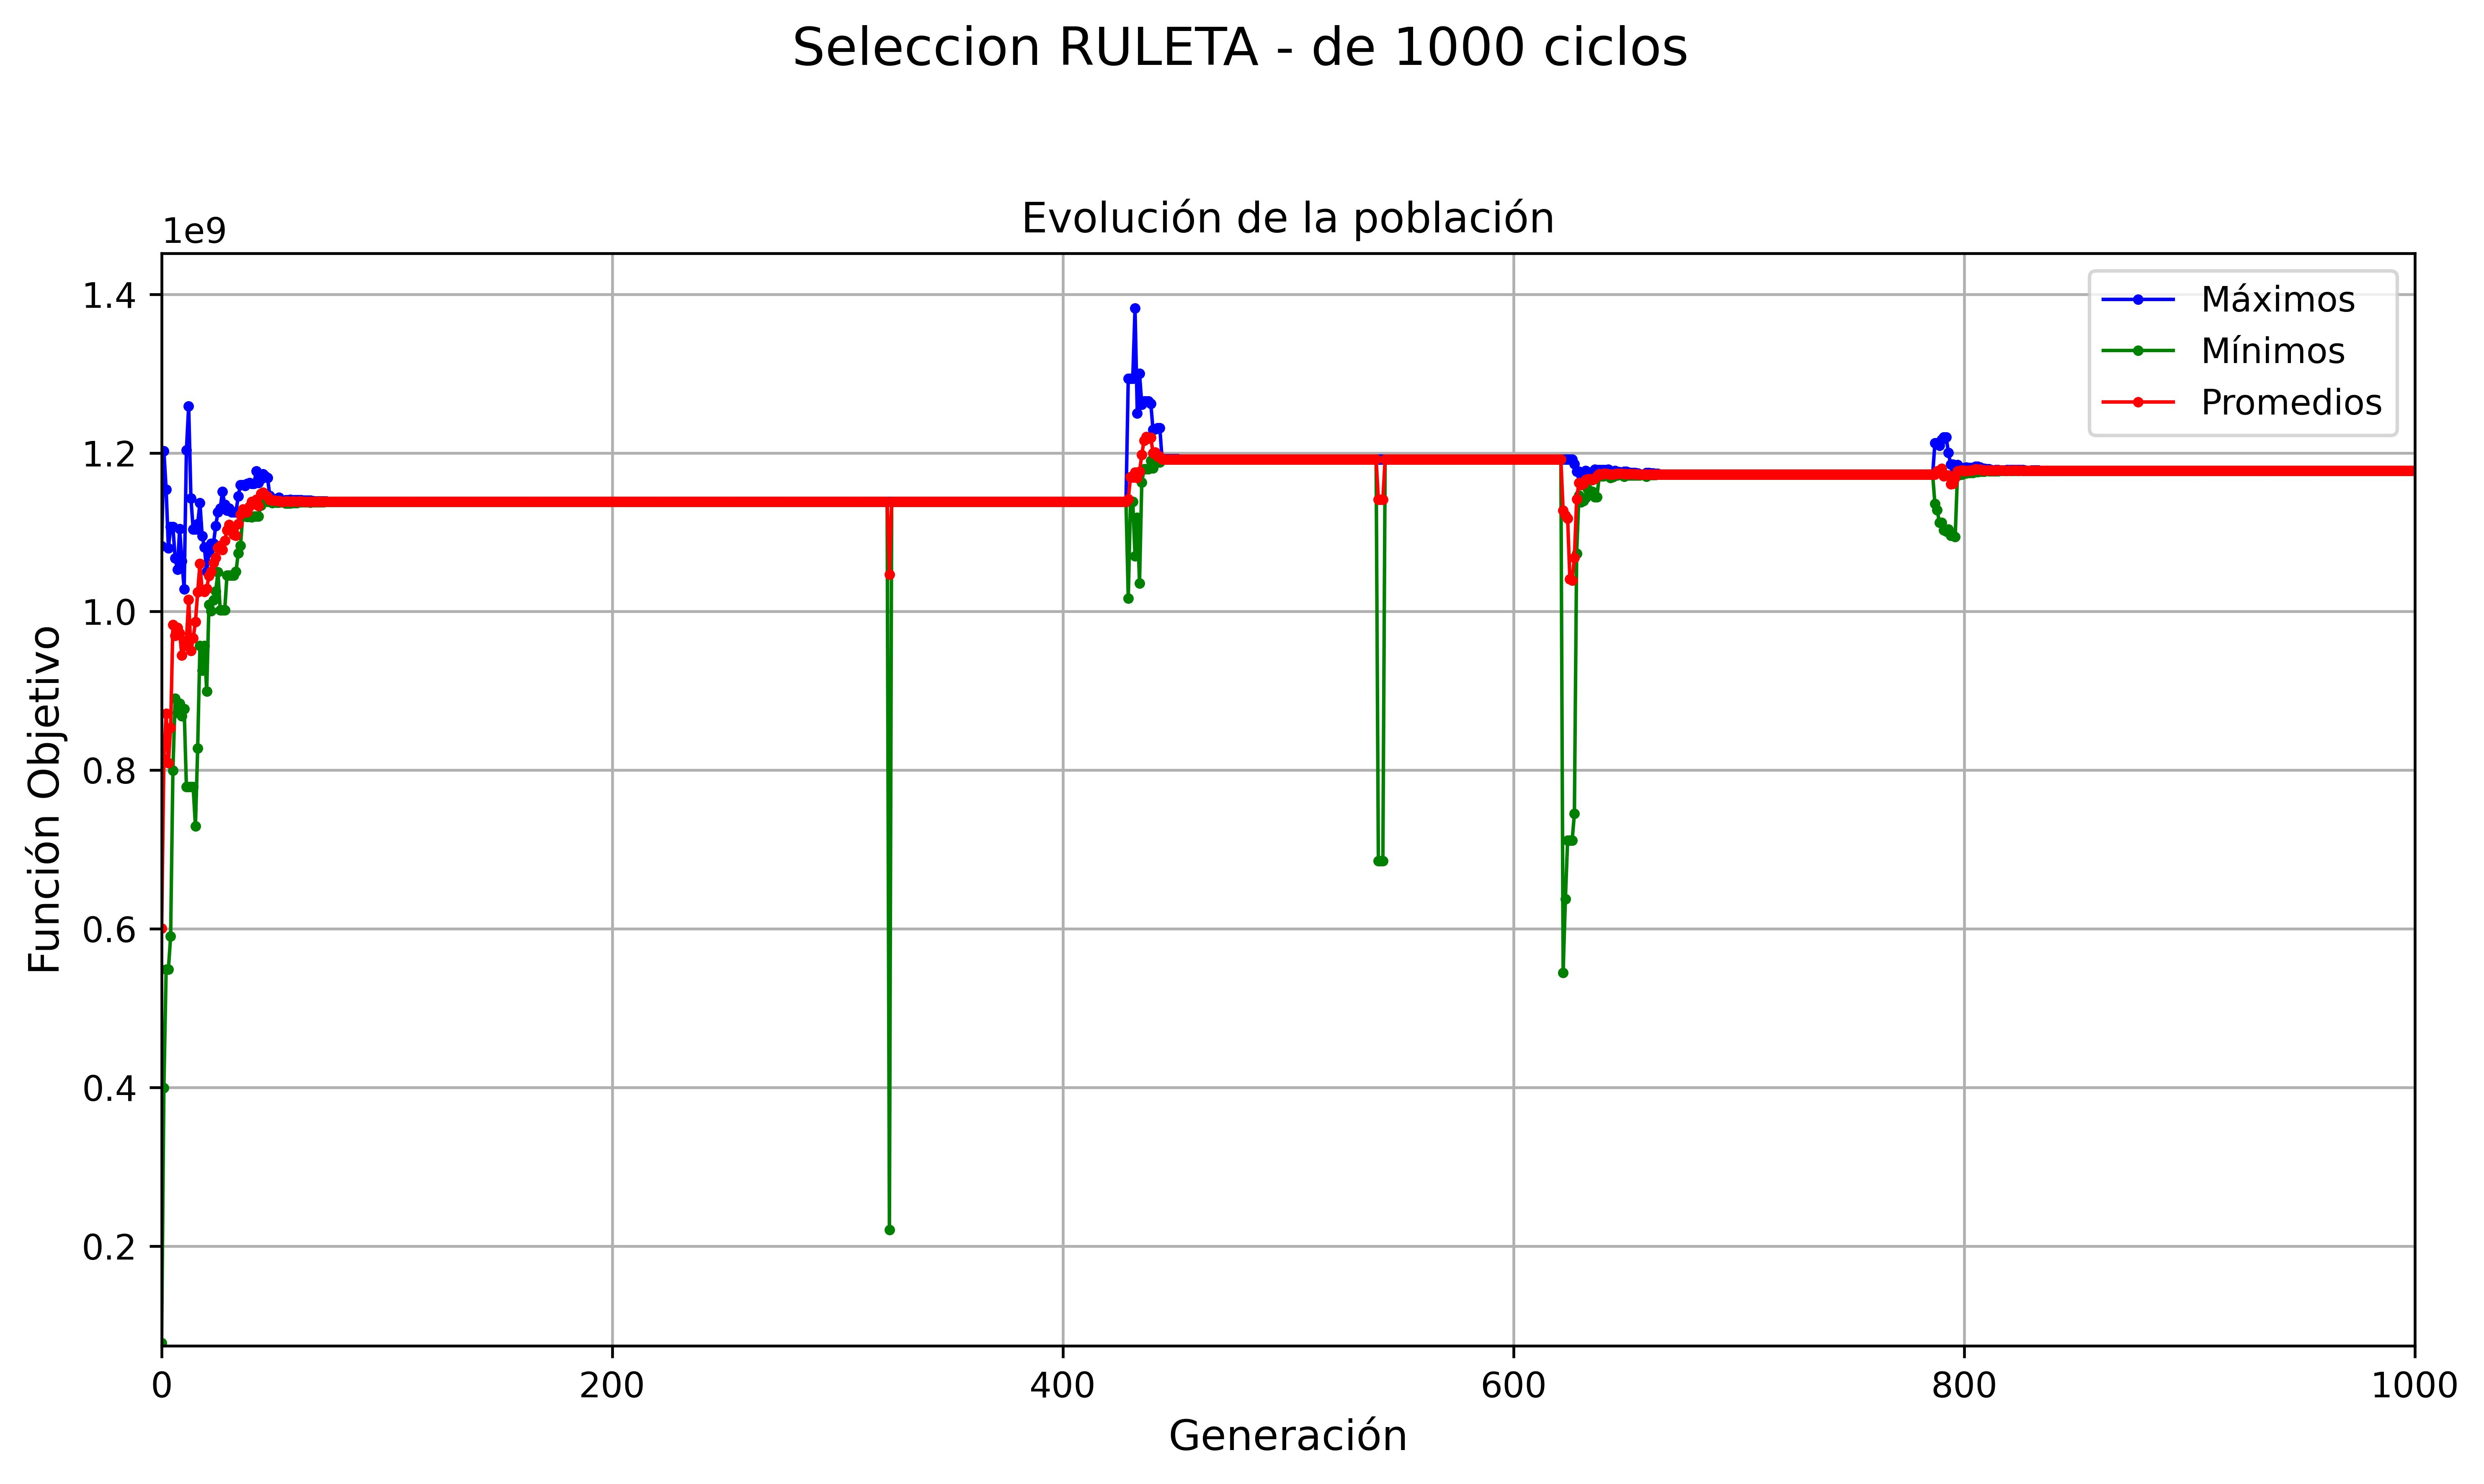 Seleccion RULETA - de 1000 ciclos
Evolución de la población
1e9
1.4
1.2
1.0
0.8
0.6
0.4
0.2
Función Objetivo
Máximos
Mínimos
Promedios
0 200 400 600 800 1000
Generación